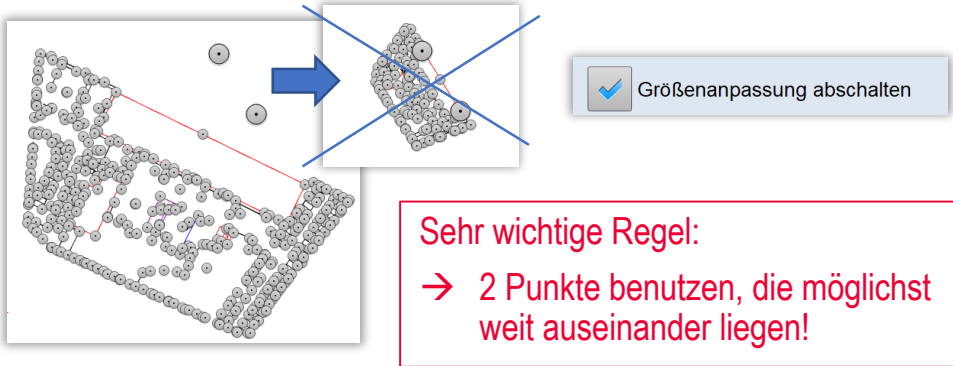 Größenanpassung abschalten
Sehr wichtige Regel:
→ 2 Punkte benutzen, die möglichst
weit auseinander liegen!